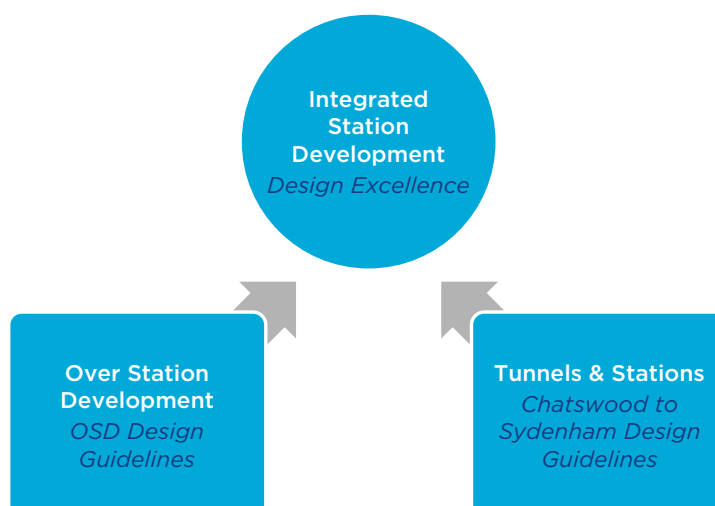 Integrated
Station
Development
Design Excellence
Over Station
Development
OSD Design
Guidelines
Tunnels & Stations
Chatswood to
Sydenham Design
Guidelines